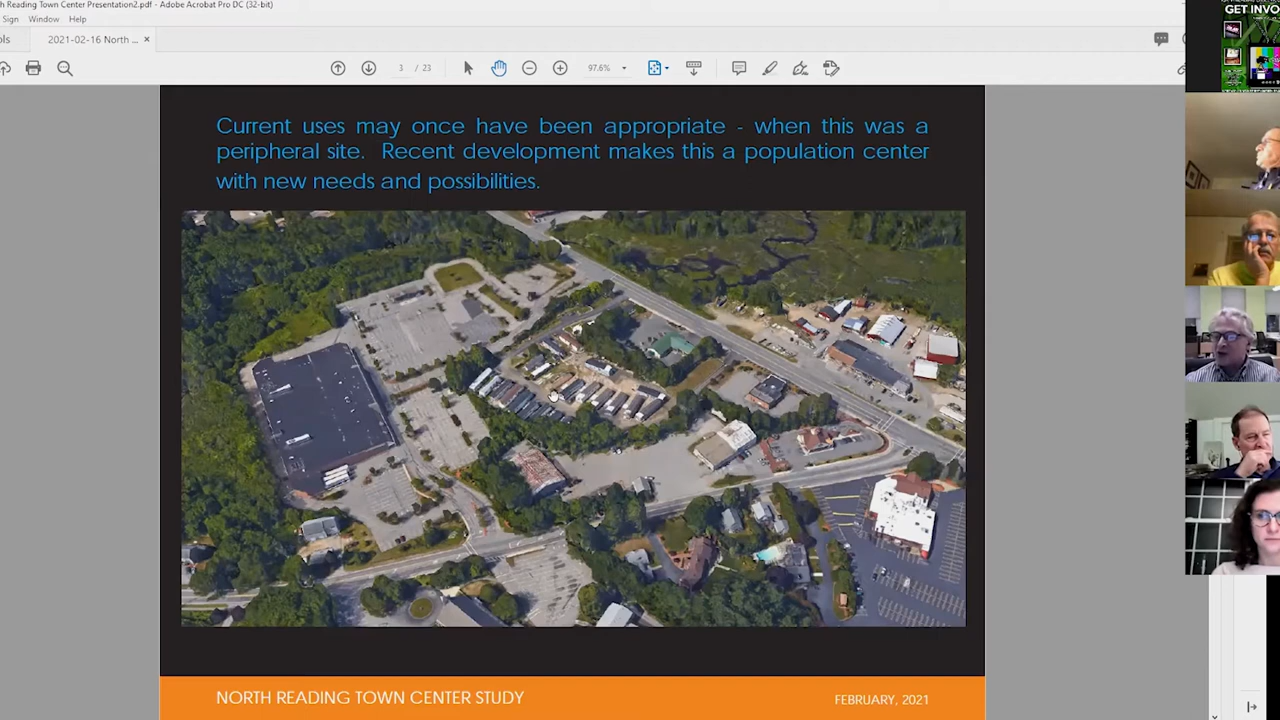 rth Reading Town Center Presentation2.pdf - Adobe Acrobat Pro DC (32-bit)
Sign Window Help
ols 2021-02-16 North ... ×
3 / 23 97.6%
GET INVO
Current uses may once have been appropriate - when this was a
peripheral site. Recent development makes this a population center
with new needs and possibilities.
NORTH READING TOWN CENTER STUDY
FEBRUARY, 2021